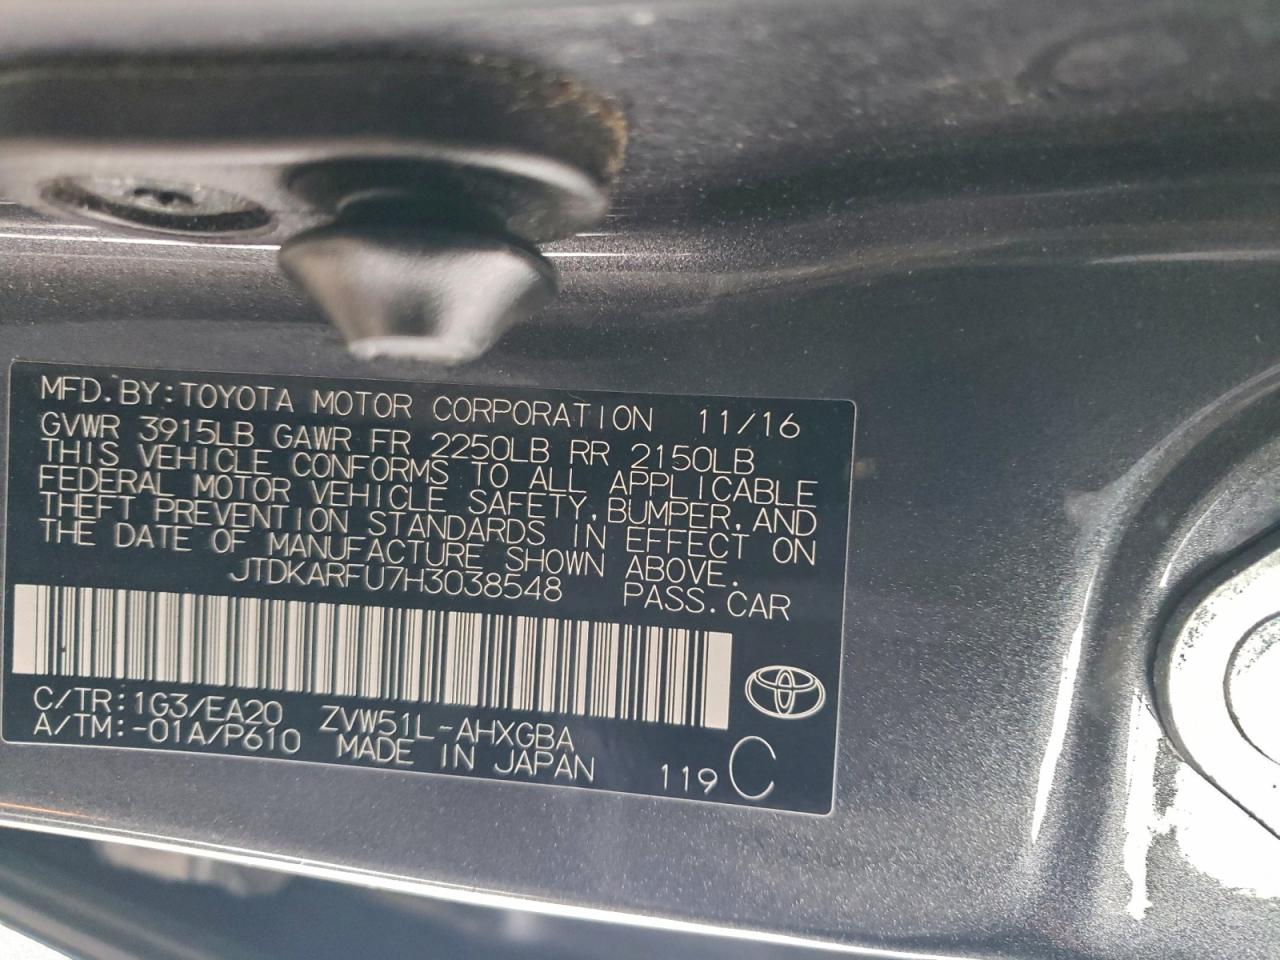 MFD.BY:TOYOTA MOTOR CORPORATION 11/16
GVWR 3915LB GAWR FR 2250LB RR 2150LB
THIS VEHICLE CONFORMS TO ALL APPLICABLE
FEDERAL MOTOR VEHICLE SAFETY,BUMPER,AND
THEFT PREVENTION STANDARDS IN EFFECT ON
THE DATE OF MANUFACTURE SHOWN ABOVE.
JTDKARFU7H3038548 PASS.CAR
C/TR:1G3/EA20 ZVW51L-AHXGBA
A/TM:-01A/P610 MADE IN JAPAN 119 C